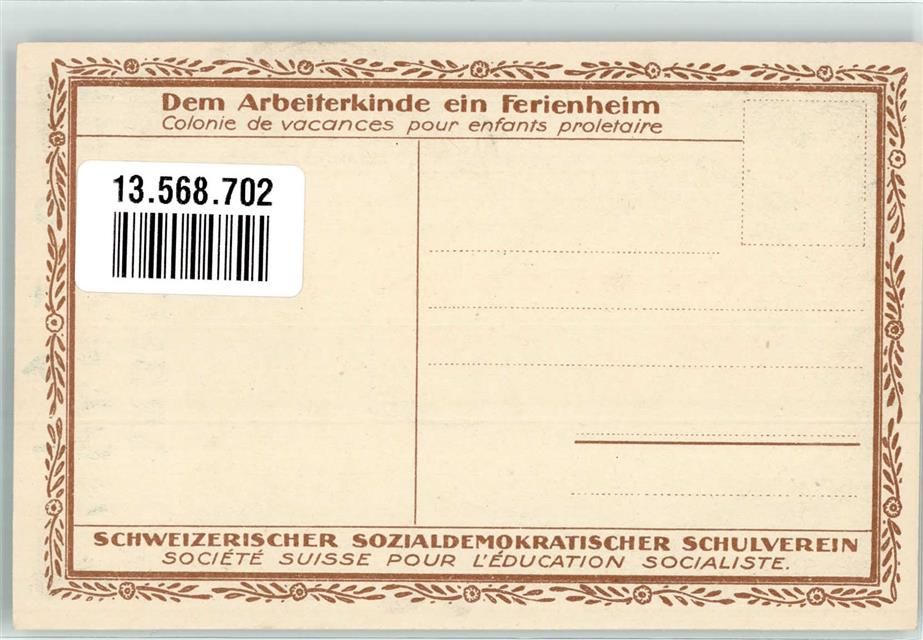 Dem Arbeiterkinde ein Ferienheim
Colonie de vacances pour enfants proletaire
13.568.702
SCHWEIZERISCHER SOZIALDEMOKRATISCHER SCHULVEREIN
SOCIÉTÉ SUISSE POUR L'ÉDUCATION SOCIALISTE.